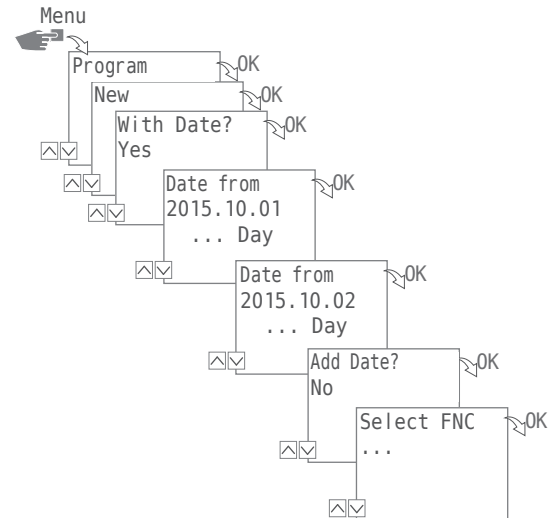 Menu
Program
OK
New
OK
With Date?
OK
Yes
Date from
OK
2015.10.01
... Day
Date from
OK
2015.10.02
... Day
Add Date?
OK
No
Select FNC
OK
...